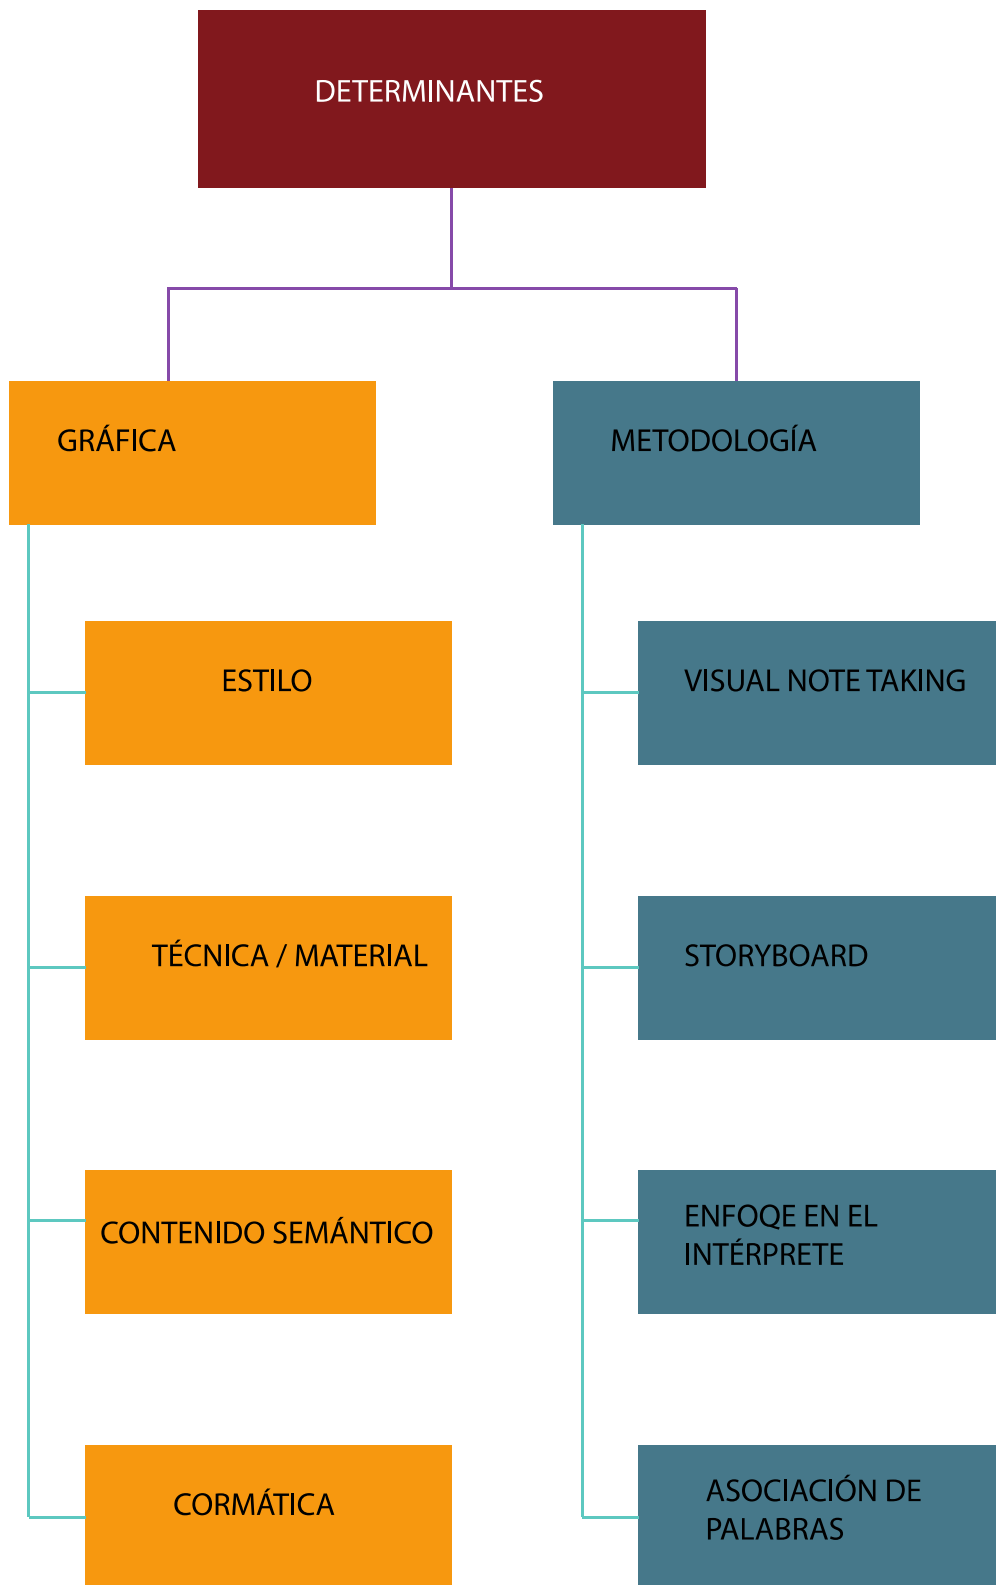 DETERMINANTES
GRÁFICA
METODOLOGÍA
ESTILO
VISUAL NOTE TAKING
TÉCNICA / MATERIAL
STORYBOARD
CONTENIDO SEMÁNTICO
ENFOQE EN EL
INTÉRPRETE
CORMÁTICA
ASOCIACIÓN DE
PALABRAS